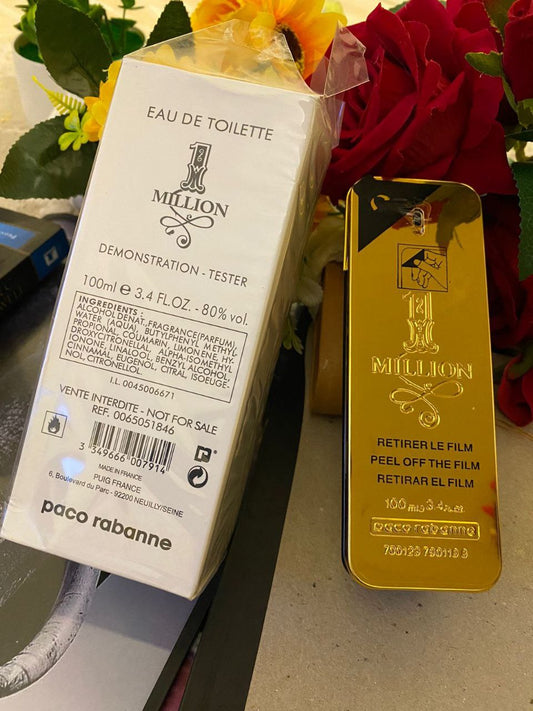 EAU DE TOILETTE
1
MILLION
DEMONSTRATION - TESTER
100ml e 3.4 FL.OZ. - 80% vol.
INGREDIENTS :
ALCOHOL DENAT., FRAGRANCE (PARFUM),
WATER (AQUA), BUTYLPHENYL METHYL-
PROPIONAL, COUMARIN, LIMONENE, HY-
DROXYCITRONELLAL, ALPHA-ISOMETHYL
IONONE, LINALOOL, BENZYL ALCOHOL,
CINNAMAL, EUGENOL, CITRAL, ISOEUGE-
NOL, CITRONELLOL.
I.L. 0045006671
VENTE INTERDITE - NOT FOR SALE
REF. 0065051846
3 349666 007914
MADE IN FRANCE
PUIG FRANCE
6, Boulevard du Parc - 92200 NEUILLY/SEINE
paco rabanne
1
MILLION
RETIRER LE FILM
PEEL OFF THE FILM
RETIRAR EL FILM
100 ml e 3.4 fl.oz.
paco rabanne